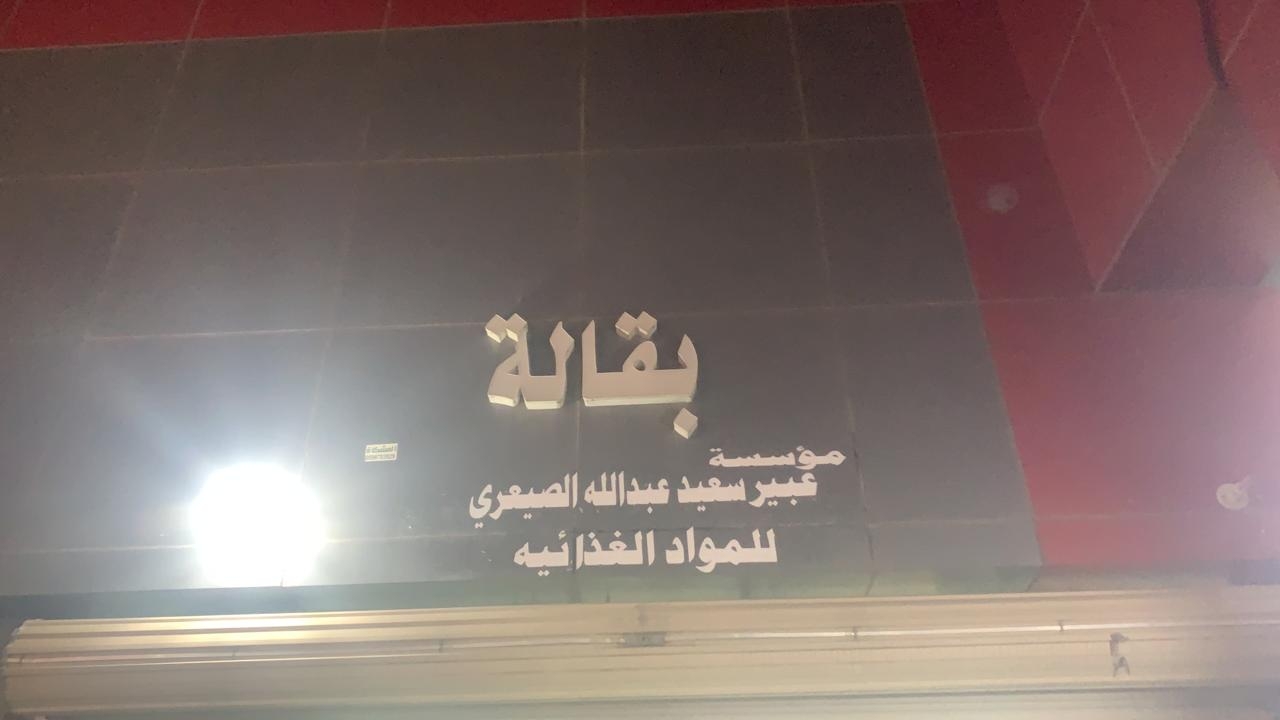 بقالة
مؤسسة
عبير سعيد عبدالله الصيعري
للمواد الغذائيه